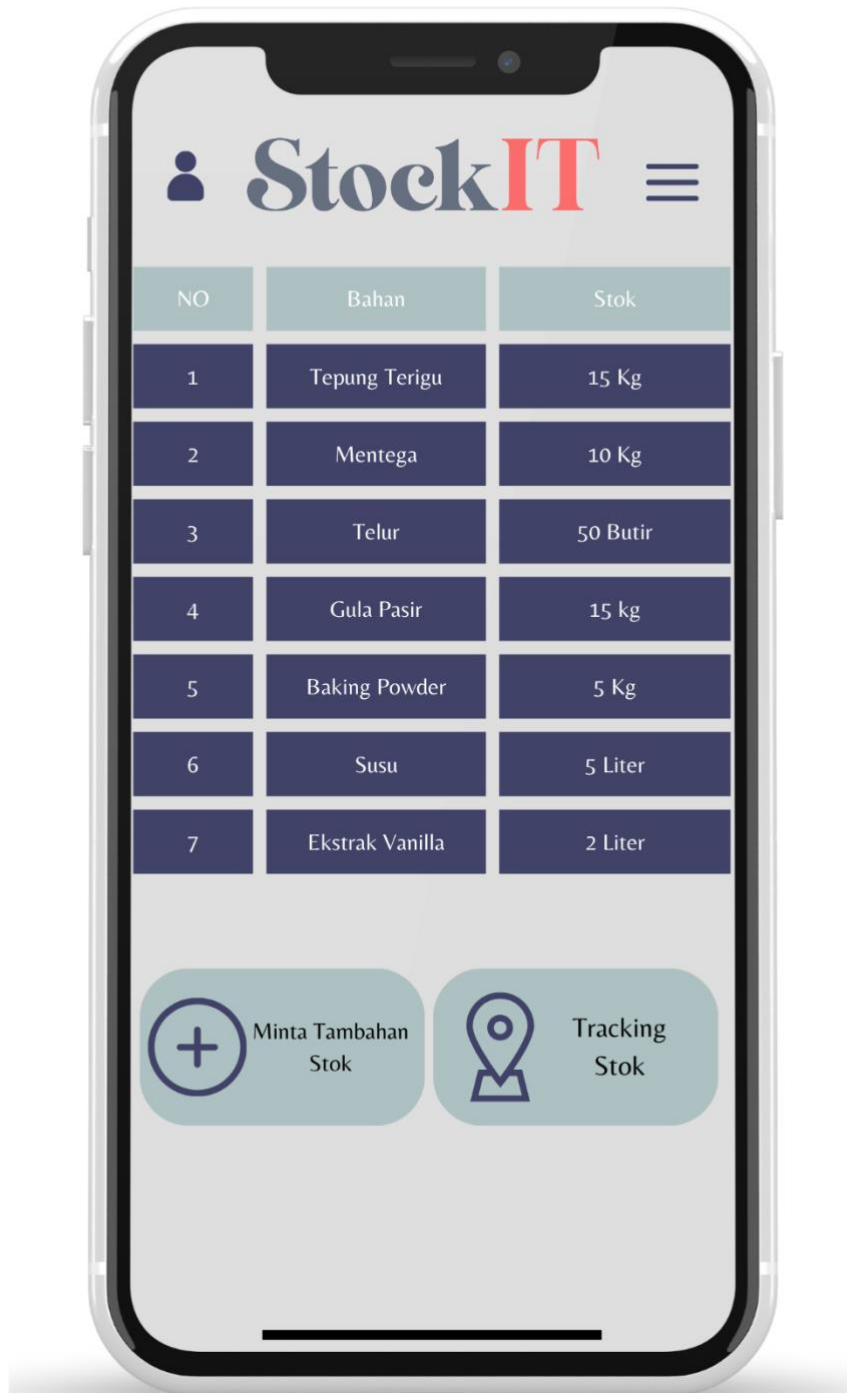 StockIT
NO Bahan Stok
1 Tepung Terigu 15 Kg
2 Mentega 10 Kg
3 Telur 50 Butir
4 Gula Pasir 15 kg
5 Baking Powder 5 Kg
6 Susu 5 Liter
7 Ekstrak Vanilla 2 Liter
Minta Tambahan
Stok
Tracking
Stok